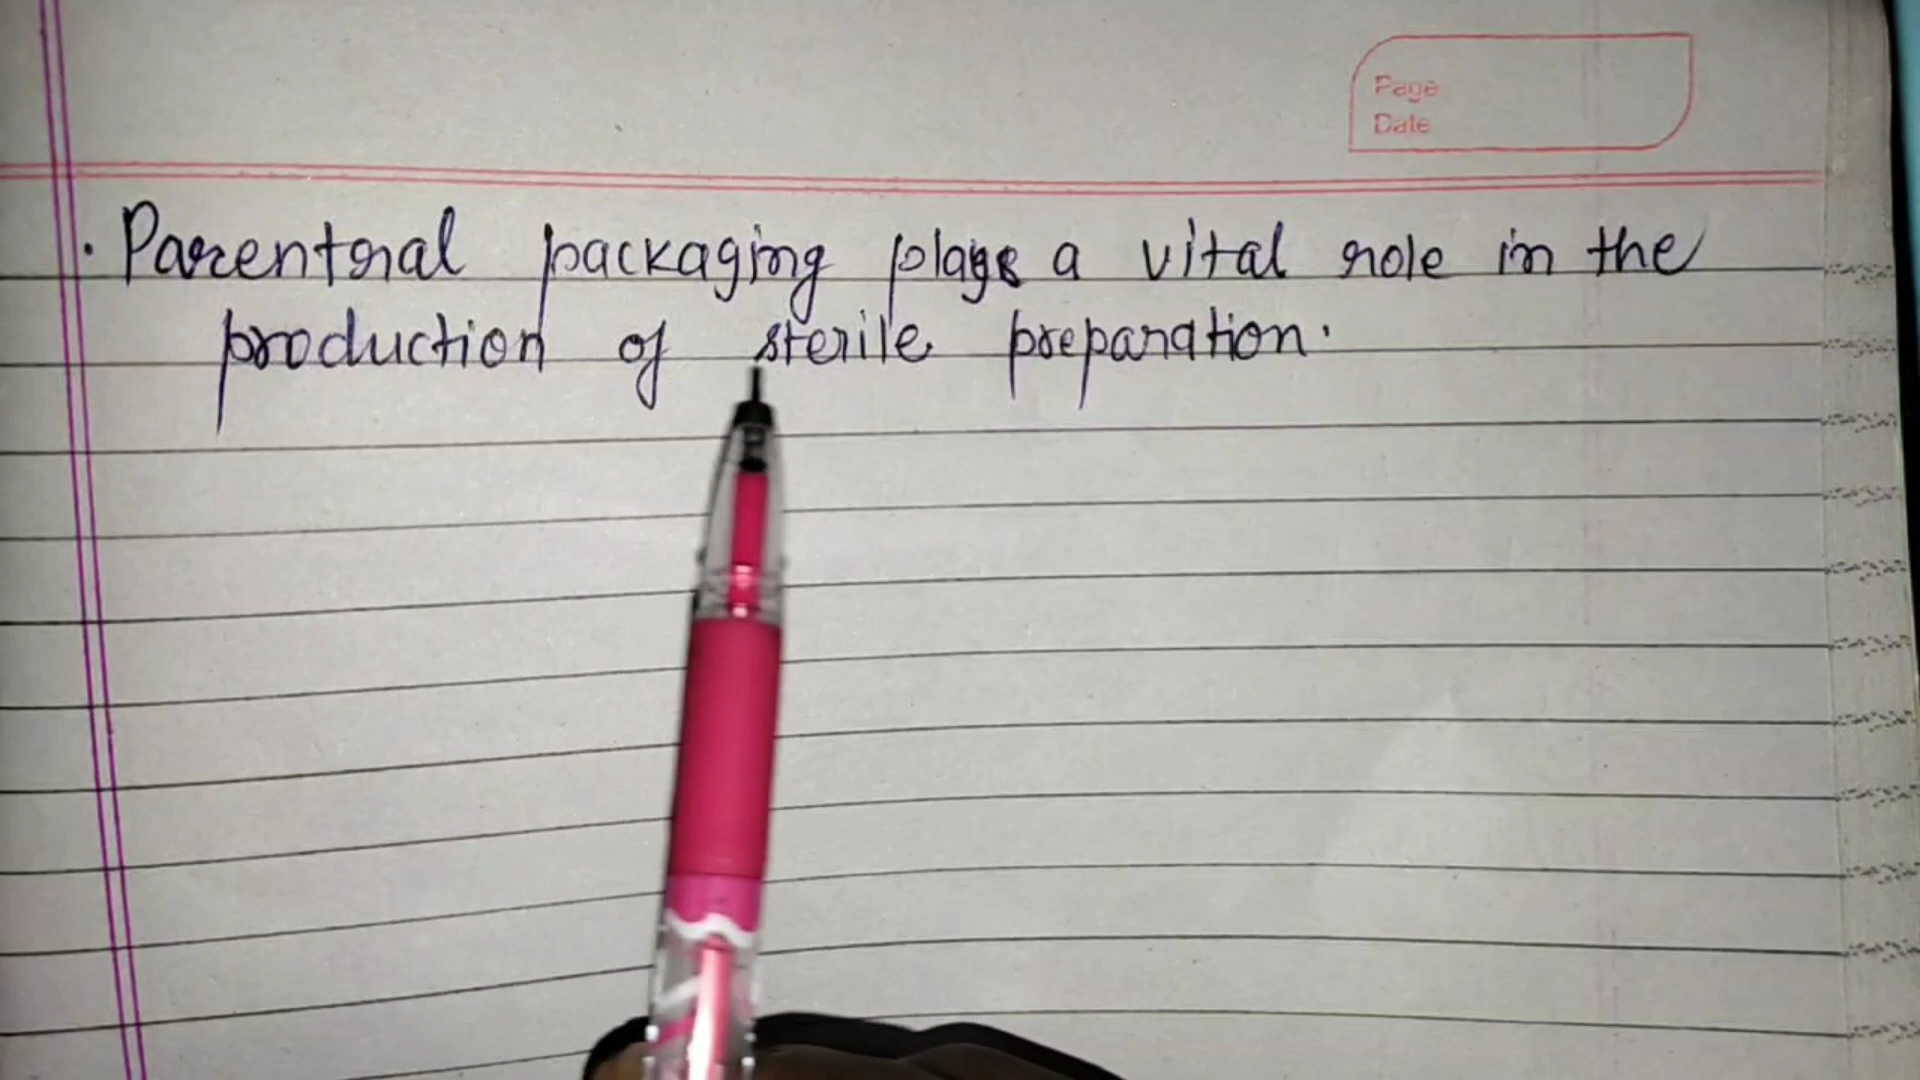 Page
Date
· Parentral packaging plays a vital role in the
production of sterile preparation.